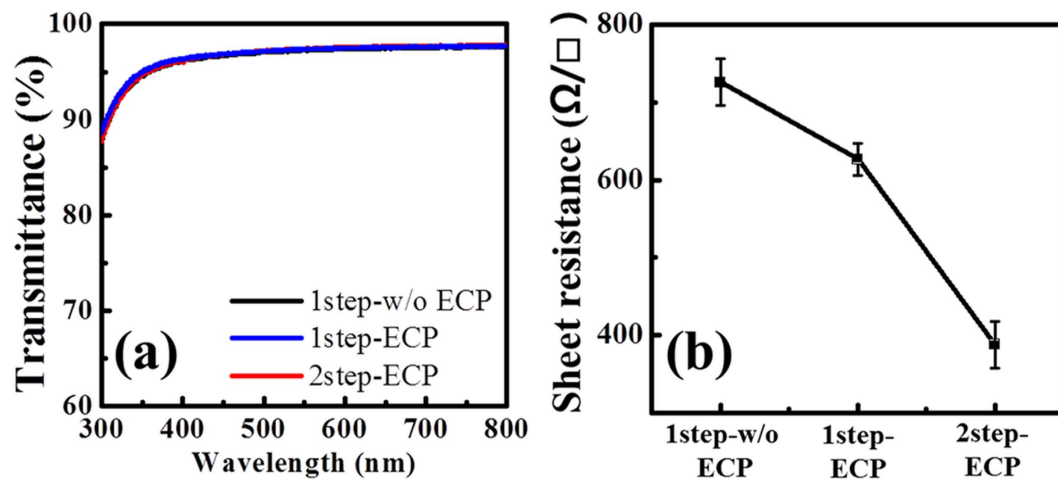 100
90
80
70
60
Transmittance (%)
1step-w/o ECP
1step-ECP
2step-ECP
(a)
300 400 500 600 700 800
Wavelength (nm)
800
600
400
Sheet resistance (Ω/□)
(b)
1step-w/o
ECP
1step-
ECP
2step-
ECP